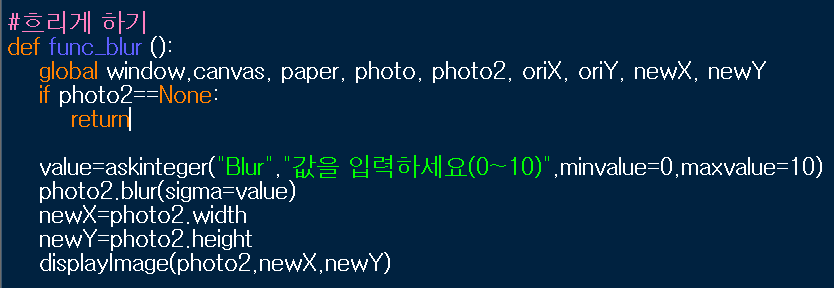 #흐리게 하기
def func_blur ():
    global window,canvas, paper, photo, photo2, oriX, oriY, newX, newY
    if photo2==None:
        return

    value=askinteger("Blur","값을 입력하세요(0~10)",minvalue=0,maxvalue=10)
    photo2.blur(sigma=value)
    newX=photo2.width
    newY=photo2.height
    displayImage(photo2,newX,newY)